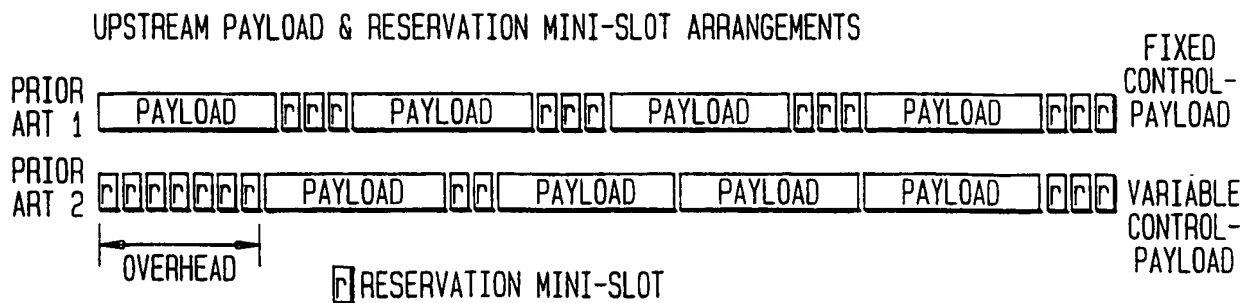 UPSTREAM PAYLOAD & RESERVATION MINI-SLOT ARRANGEMENTS
PRIOR ART 1
PAYLOAD r r r PAYLOAD r r r PAYLOAD r r r PAYLOAD r r r
FIXED CONTROL-PAYLOAD
PRIOR ART 2
r r r r r r r PAYLOAD r r PAYLOAD PAYLOAD PAYLOAD r r r
VARIABLE CONTROL-PAYLOAD
OVERHEAD
r RESERVATION MINI-SLOT